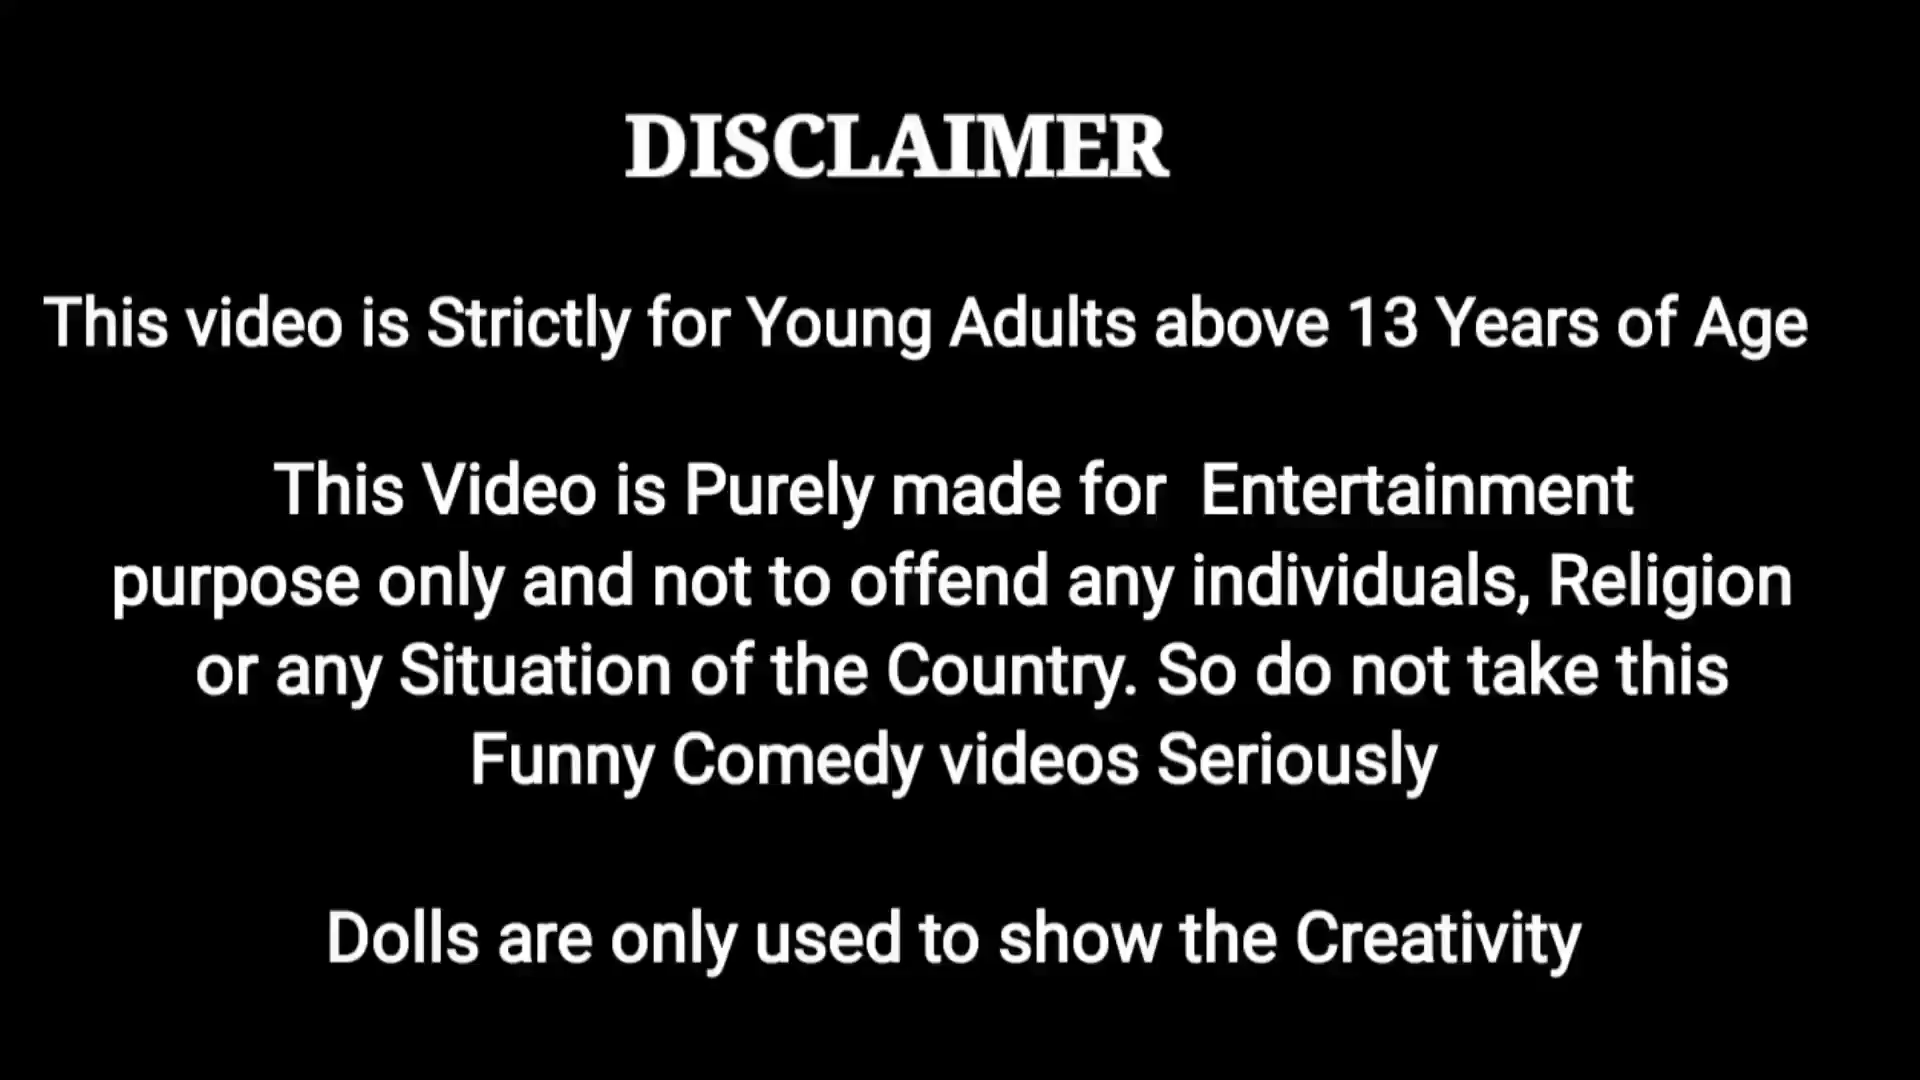 DISCLAIMER
This video is Strictly for Young Adults above 13 Years of Age
This Video is Purely made for  Entertainment
purpose only and not to offend any individuals, Religion
or any Situation of the Country. So do not take this
Funny Comedy videos Seriously
Dolls are only used to show the Creativity